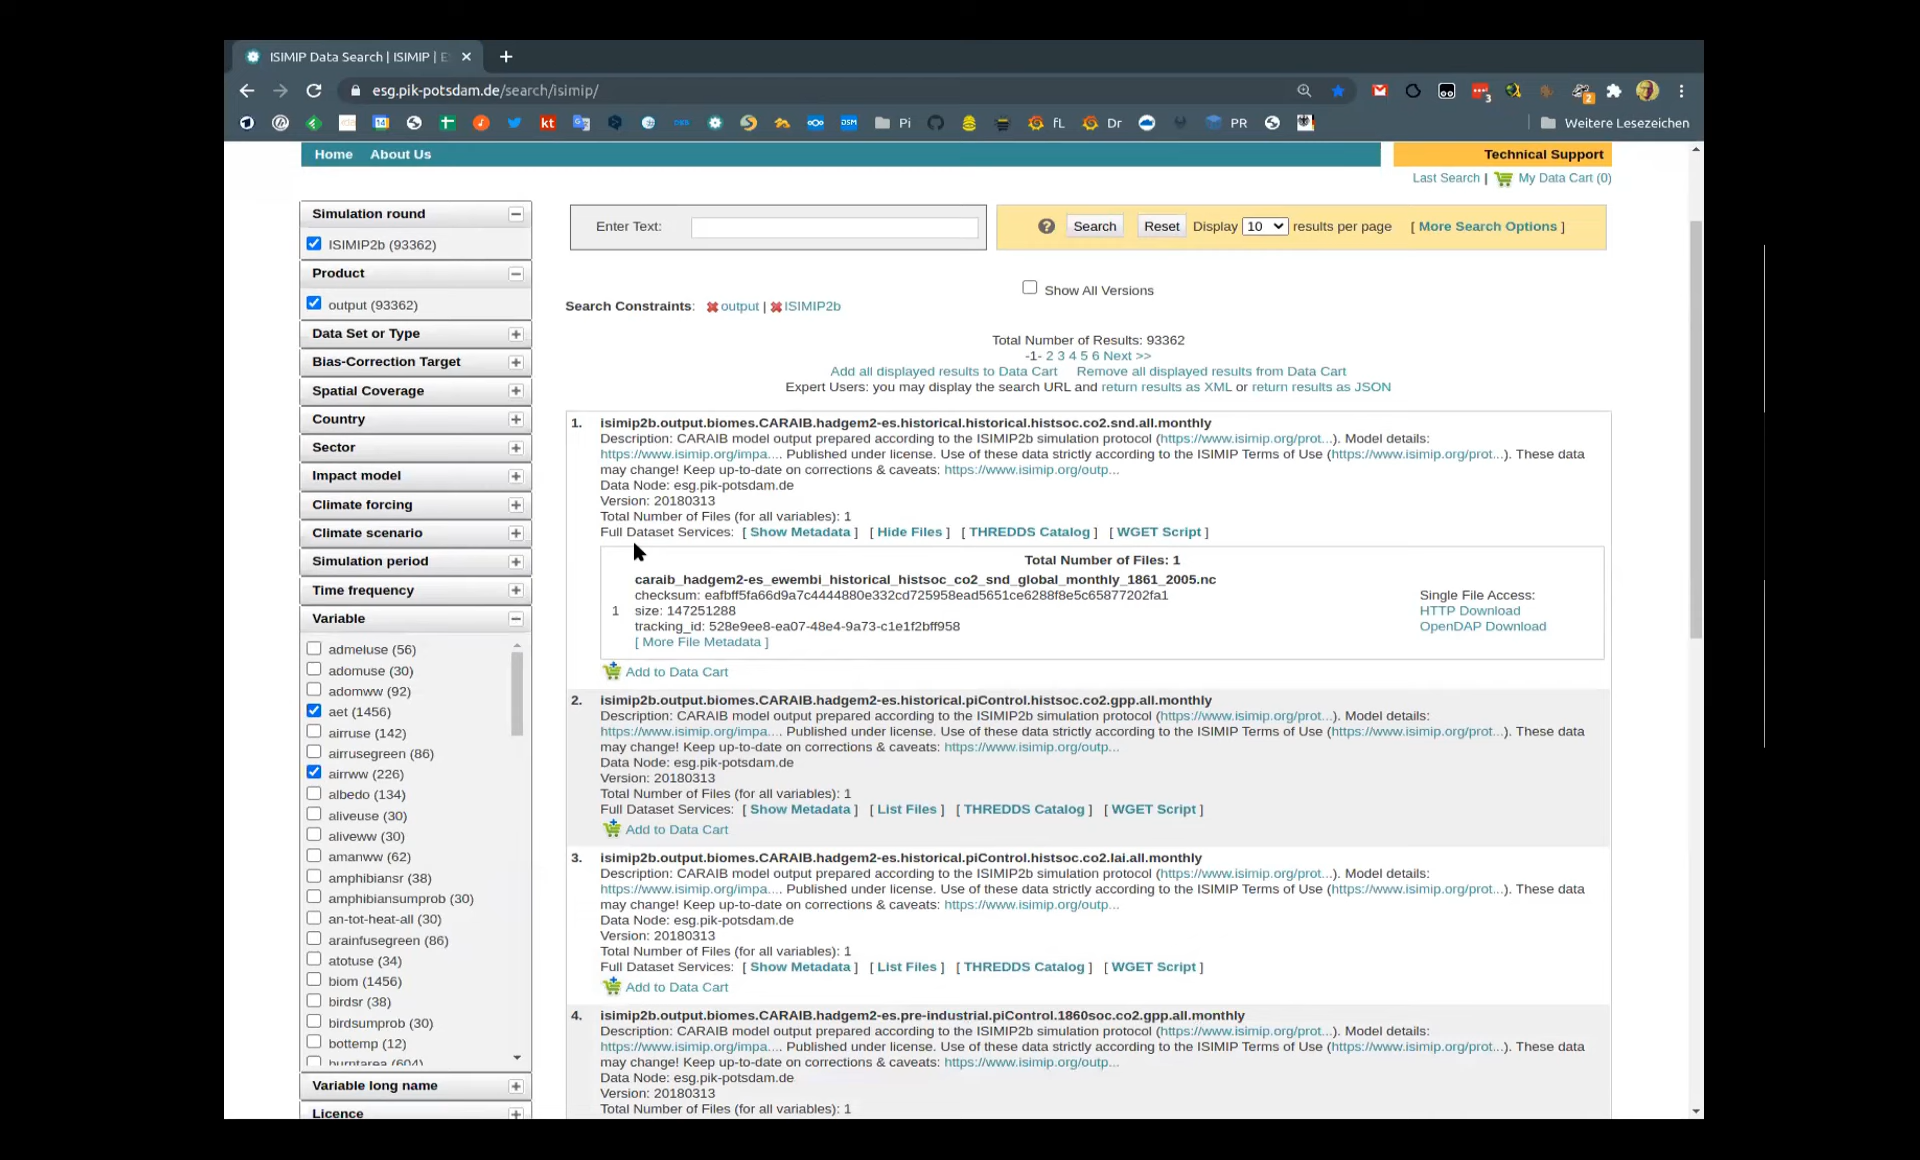 ISIMIP Data Search | ISIMIP | E
esg.pik-potsdam.de/search/isimip/
Pi fL Dr PR Weitere Lesezeichen
Home About Us
Technical Support
Last Search | My Data Cart (0)
Simulation round
ISIMIP2b (93362)
Product
output (93362)
Data Set or Type
Bias-Correction Target
Spatial Coverage
Country
Sector
Impact model
Climate forcing
Climate scenario
Simulation period
Time frequency
Variable
admeluse (56)
adomuse (30)
adomww (92)
aet (1456)
airruse (142)
airrusegreen (86)
airrww (226)
albedo (134)
aliveuse (30)
aliveww (30)
amanww (62)
amphibiansr (38)
amphibiansumprob (30)
an-tot-heat-all (30)
arainfusegreen (86)
atotuse (34)
biom (1456)
birdsr (38)
birdsumprob (30)
bottemp (12)
burntarea (604)
Variable long name
Licence
Enter Text:
Search Reset Display 10 results per page [ More Search Options ]
Show All Versions
Search Constraints: output | ISIMIP2b
Total Number of Results: 93362
-1- 2 3 4 5 6 Next >>
Add all displayed results to Data Cart Remove all displayed results from Data Cart
Expert Users: you may display the search URL and return results as XML or return results as JSON
1. isimip2b.output.biomes.CARAIB.hadgem2-es.historical.historical.histsoc.co2.snd.all.monthly
Description: CARAIB model output prepared according to the ISIMIP2b simulation protocol (https://www.isimip.org/prot...). Model details:
https://www.isimip.org/impa.... Published under license. Use of these data strictly according to the ISIMIP Terms of Use (https://www.isimip.org/prot...). These data
may change! Keep up-to-date on corrections & caveats: https://www.isimip.org/outp...
Data Node: esg.pik-potsdam.de
Version: 20180313
Total Number of Files (for all variables): 1
Full Dataset Services: [ Show Metadata ] [ Hide Files ] [ THREDDS Catalog ] [ WGET Script ]
Total Number of Files: 1
caraib_hadgem2-es_ewembi_historical_histsoc_co2_snd_global_monthly_1861_2005.nc
checksum: eafbff5fa66d9a7c4444880e332cd725958ead5651ce6288f8e5c65877202fa1
1 size: 147251288
tracking_id: 528e9ee8-ea07-48e4-9a73-c1e1f2bff958
[ More File Metadata ]
Single File Access:
HTTP Download
OpenDAP Download
Add to Data Cart
2. isimip2b.output.biomes.CARAIB.hadgem2-es.historical.piControl.histsoc.co2.gpp.all.monthly
Description: CARAIB model output prepared according to the ISIMIP2b simulation protocol (https://www.isimip.org/prot...). Model details:
https://www.isimip.org/impa.... Published under license. Use of these data strictly according to the ISIMIP Terms of Use (https://www.isimip.org/prot...). These data
may change! Keep up-to-date on corrections & caveats: https://www.isimip.org/outp...
Data Node: esg.pik-potsdam.de
Version: 20180313
Total Number of Files (for all variables): 1
Full Dataset Services: [ Show Metadata ] [ List Files ] [ THREDDS Catalog ] [ WGET Script ]
Add to Data Cart
3. isimip2b.output.biomes.CARAIB.hadgem2-es.historical.piControl.histsoc.co2.lai.all.monthly
Description: CARAIB model output prepared according to the ISIMIP2b simulation protocol (https://www.isimip.org/prot...). Model details:
https://www.isimip.org/impa.... Published under license. Use of these data strictly according to the ISIMIP Terms of Use (https://www.isimip.org/prot...). These data
may change! Keep up-to-date on corrections & caveats: https://www.isimip.org/outp...
Data Node: esg.pik-potsdam.de
Version: 20180313
Total Number of Files (for all variables): 1
Full Dataset Services: [ Show Metadata ] [ List Files ] [ THREDDS Catalog ] [ WGET Script ]
Add to Data Cart
4. isimip2b.output.biomes.CARAIB.hadgem2-es.pre-industrial.piControl.1860soc.co2.gpp.all.monthly
Description: CARAIB model output prepared according to the ISIMIP2b simulation protocol (https://www.isimip.org/prot...). Model details:
https://www.isimip.org/impa.... Published under license. Use of these data strictly according to the ISIMIP Terms of Use (https://www.isimip.org/prot...). These data
may change! Keep up-to-date on corrections & caveats: https://www.isimip.org/outp...
Data Node: esg.pik-potsdam.de
Version: 20180313
Total Number of Files (for all variables): 1